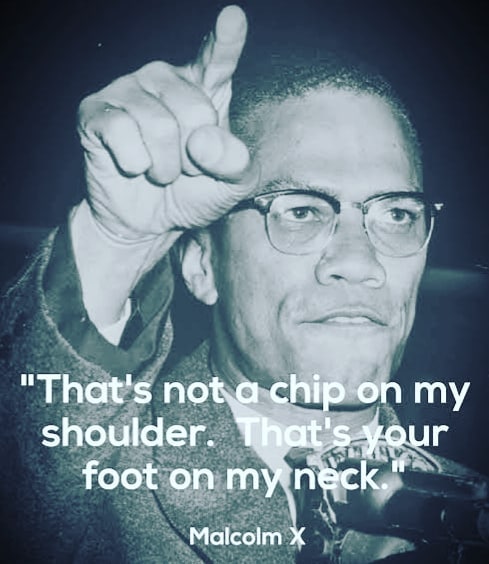 "That's not a chip on my
shoulder. That's your
foot on my neck."
Malcolm X